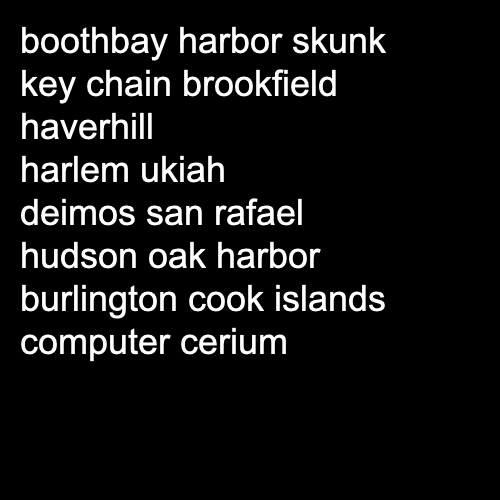 boothbay harbor skunk
key chain brookfield
haverhill
harlem ukiah
deimos san rafael
hudson oak harbor
burlington cook islands
computer cerium